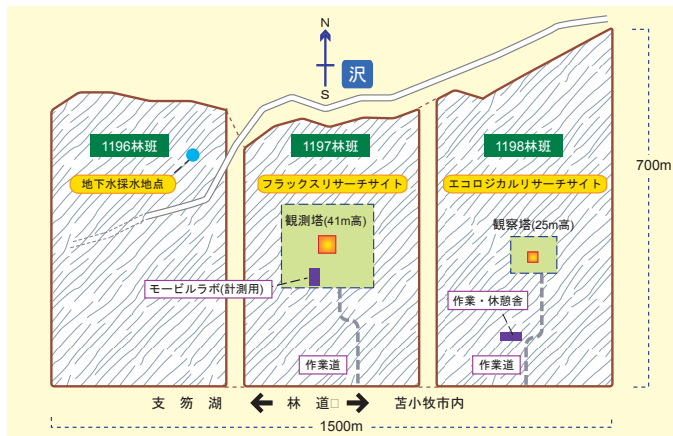 N
S
沢
1196林班
1197林班
1198林班
700m
地下水採水地点
フラックスリサーチサイト
エコロジカルリサーチサイト
観測塔(41m高)
観察塔(25m高)
モービルラボ(計測用)
作業・休憩舎
作業道
作業道
支笏湖
林道□
苫小牧市内
1500m